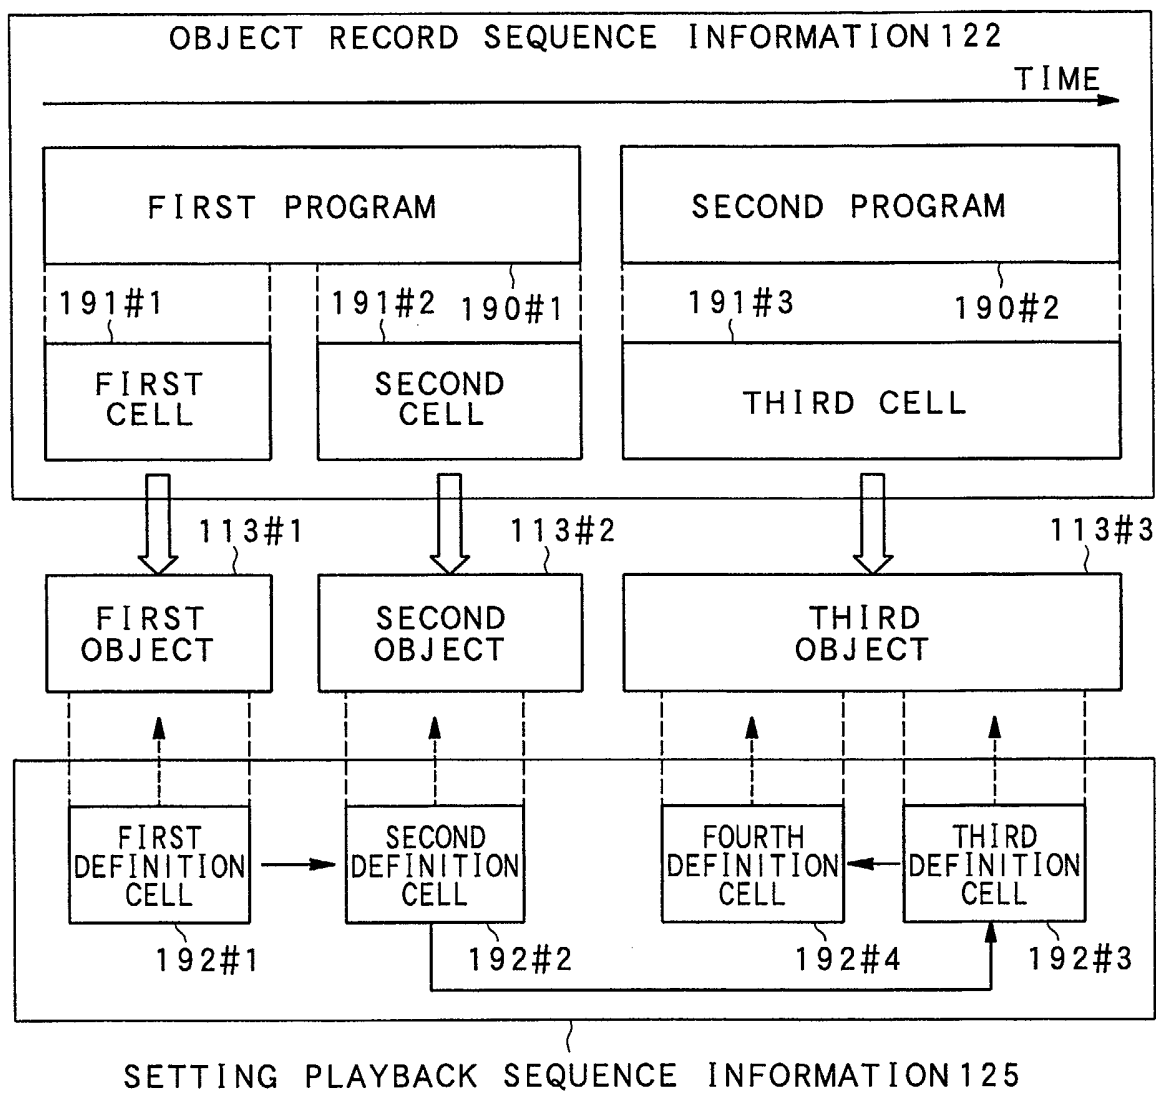 OBJECT RECORD SEQUENCE INFORMATION122
TIME
FIRST PROGRAM
SECOND PROGRAM
191#1
191#2
190#1
191#3
190#2
FIRST
CELL
SECOND
CELL
THIRD CELL
113#1
113#2
113#3
FIRST
OBJECT
SECOND
OBJECT
THIRD
OBJECT
FIRST
DEFINITION
CELL
SECOND
DEFINITION
CELL
FOURTH
DEFINITION
CELL
THIRD
DEFINITION
CELL
192#1
192#2
192#4
192#3
SETTING PLAYBACK SEQUENCE INFORMATION125